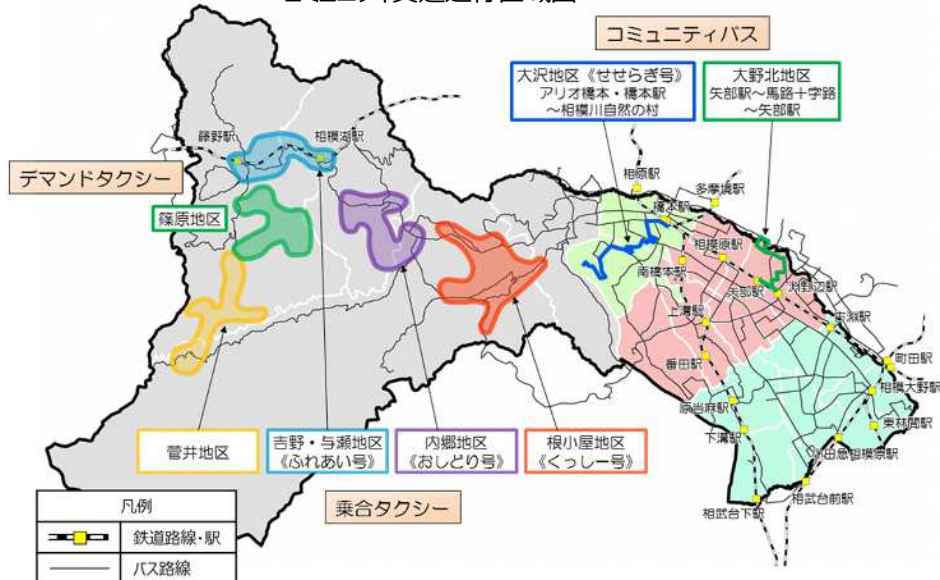 コミュニティバス
大沢地区《せせらぎ号》
アリオ橋本・橋本駅
～相模川自然の村
大野北地区
矢部駅～馬路十字路
～矢部駅
藤野駅
相模湖駅
デマンドタクシー
篠原地区
相原駅
多摩境駅
橋本駅
相模原駅
南橋本駅
矢部駅
淵野辺駅
上溝駅
古淵駅
番田駅
町田駅
相模大野駅
原当麻駅
東林間駅
下溝駅
小田急相模原駅
相武台下駅
相武台前駅
菅井地区
吉野・与瀬地区
《ふれあい号》
内郷地区
《おしどり号》
根小屋地区
《くっしー号》
乗合タクシー
凡例
鉄道路線・駅
バス路線